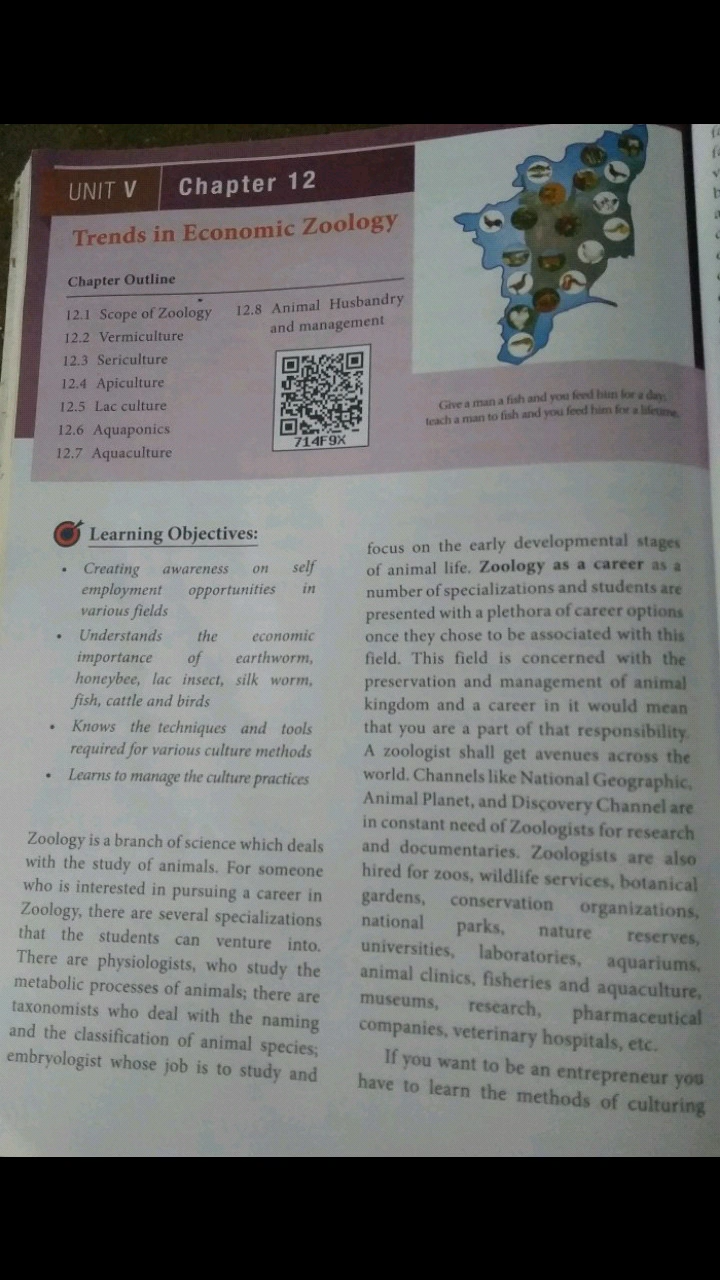 UNIT V
Chapter 12
Trends in Economic Zoology
Chapter Outline
12.1 Scope of Zoology
12.2 Vermiculture
12.3 Sericulture
12.4 Apiculture
12.5 Lac culture
12.6 Aquaponics
12.7 Aquaculture
12.8 Animal Husbandry
and management
714F9X
Give a man a fish and you feed him for a day;
teach a man to fish and you feed him for a lifetime.
Learning Objectives:
• Creating awareness on self
employment opportunities in
various fields
• Understands the economic
importance of earthworm,
honeybee, lac insect, silk worm,
fish, cattle and birds
• Knows the techniques and tools
required for various culture methods
• Learns to manage the culture practices
Zoology is a branch of science which deals
with the study of animals. For someone
who is interested in pursuing a career in
Zoology, there are several specializations
that the students can venture into.
There are physiologists, who study the
metabolic processes of animals; there are
taxonomists who deal with the naming
and the classification of animal species;
embryologist whose job is to study and
focus on the early developmental stages
of animal life. Zoology as a career as a
number of specializations and students are
presented with a plethora of career options
once they chose to be associated with this
field. This field is concerned with the
preservation and management of animal
kingdom and a career in it would mean
that you are a part of that responsibility.
A zoologist shall get avenues across the
world. Channels like National Geographic,
Animal Planet, and Discovery Channel are
in constant need of Zoologists for research
and documentaries. Zoologists are also
hired for zoos, wildlife services, botanical
gardens, conservation organizations,
national parks, nature reserves,
universities, laboratories, aquariums,
animal clinics, fisheries and aquaculture,
museums, research, pharmaceutical
companies, veterinary hospitals, etc.
If you want to be an entrepreneur you
have to learn the methods of culturing